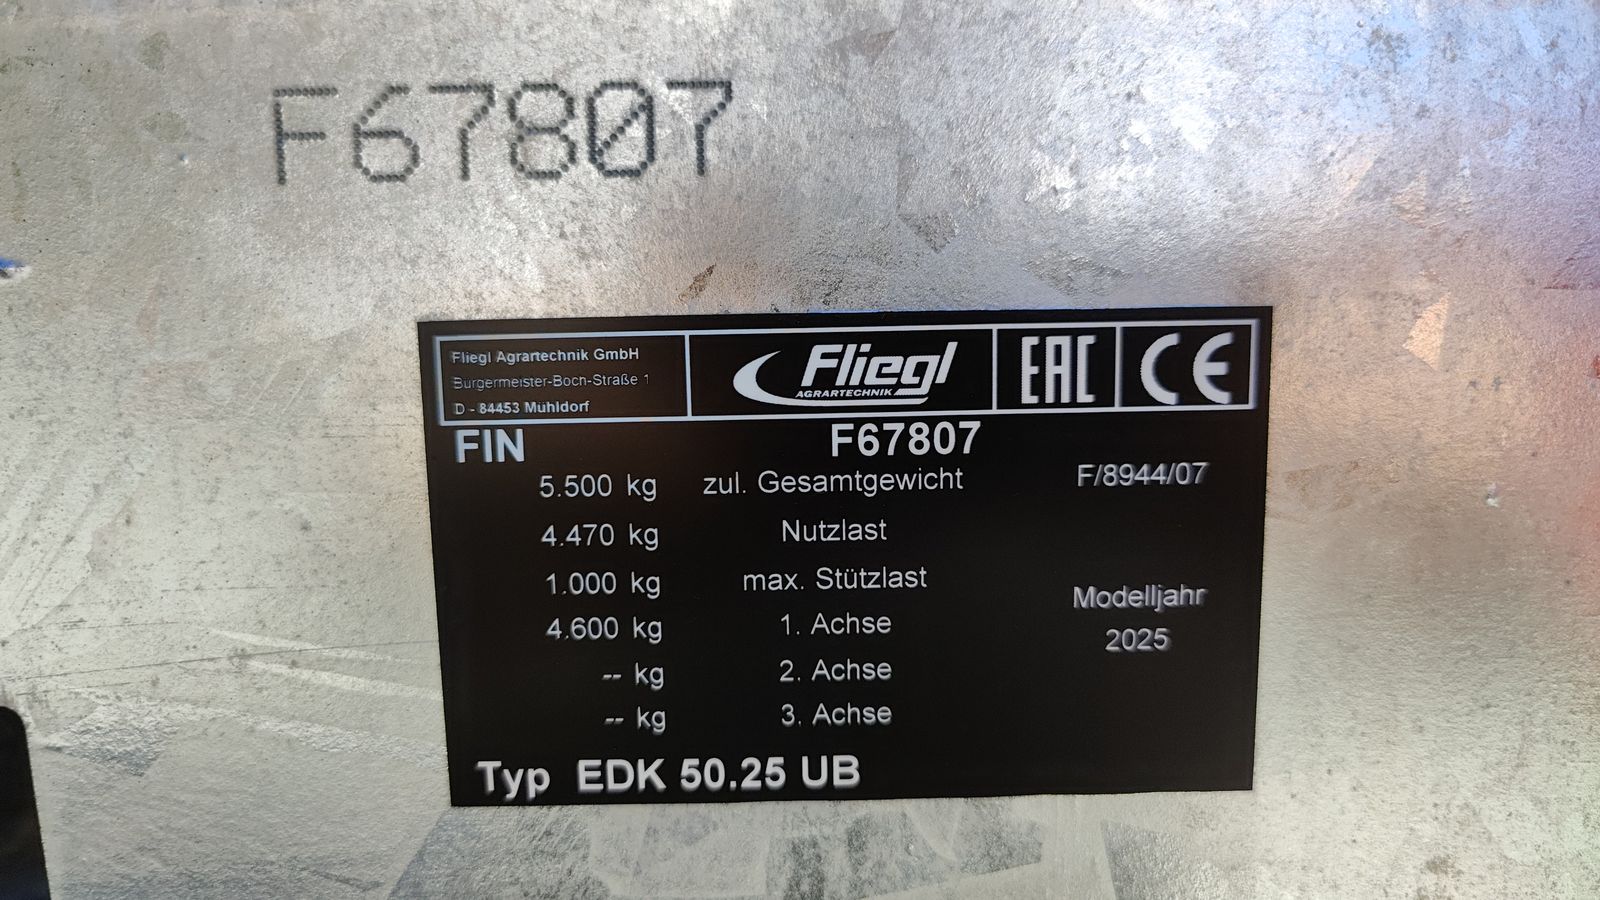 F67807
Fliegl Agrartechnik GmbH
Bürgermeister-Boch-Straße 1
D - 84453 Mühldorf
Fliegl
AGRARTECHNIK
EAC
CE
FIN F67807
5.500 kg zul. Gesamtgewicht F/8944/07
4.470 kg Nutzlast
1.000 kg max. Stützlast
Modelljahr
4.600 kg 1. Achse
2025
-- kg 2. Achse
-- kg 3. Achse
Typ EDK 50.25 UB